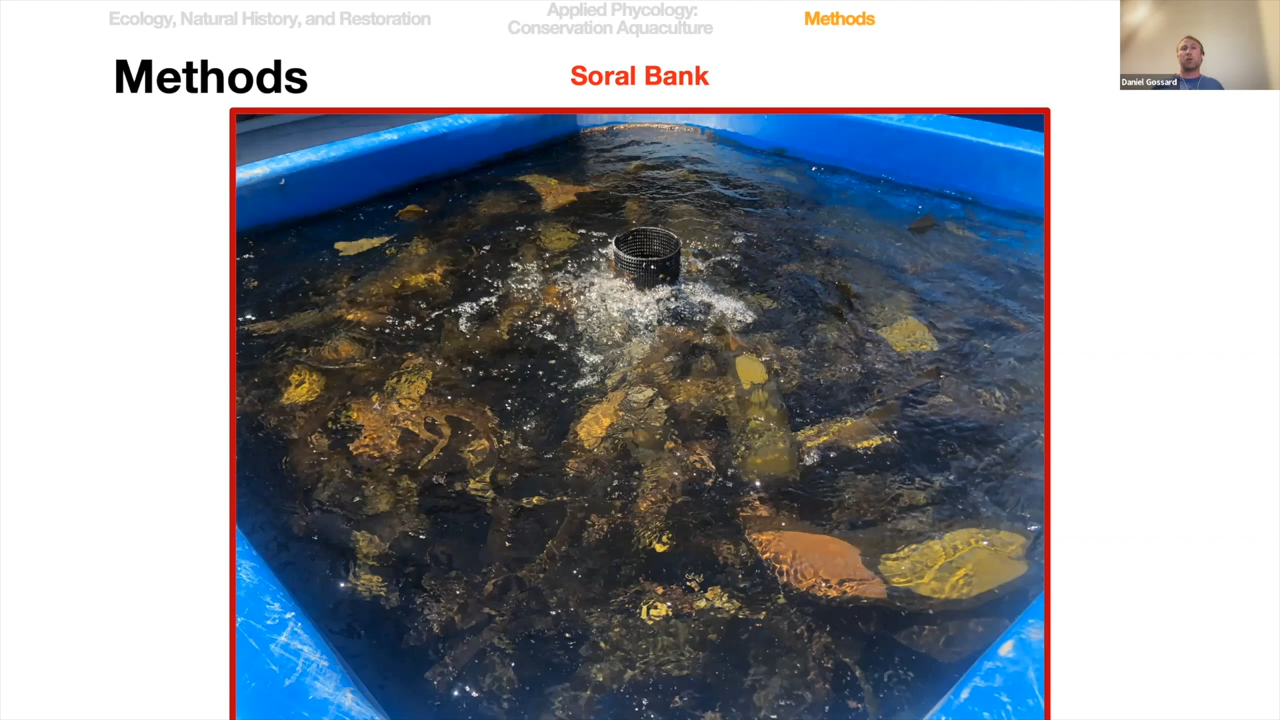 Ecology, Natural History, and Restoration
Applied Phycology:
Conservation Aquaculture
Methods
Methods
Soral Bank
Daniel Gossard